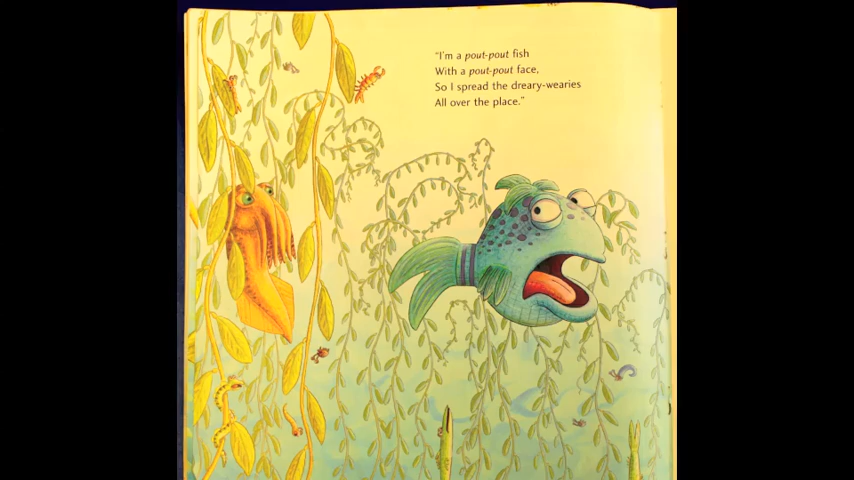 “I'm a pout-pout fish
With a pout-pout face,
So I spread the dreary-wearies
All over the place.”